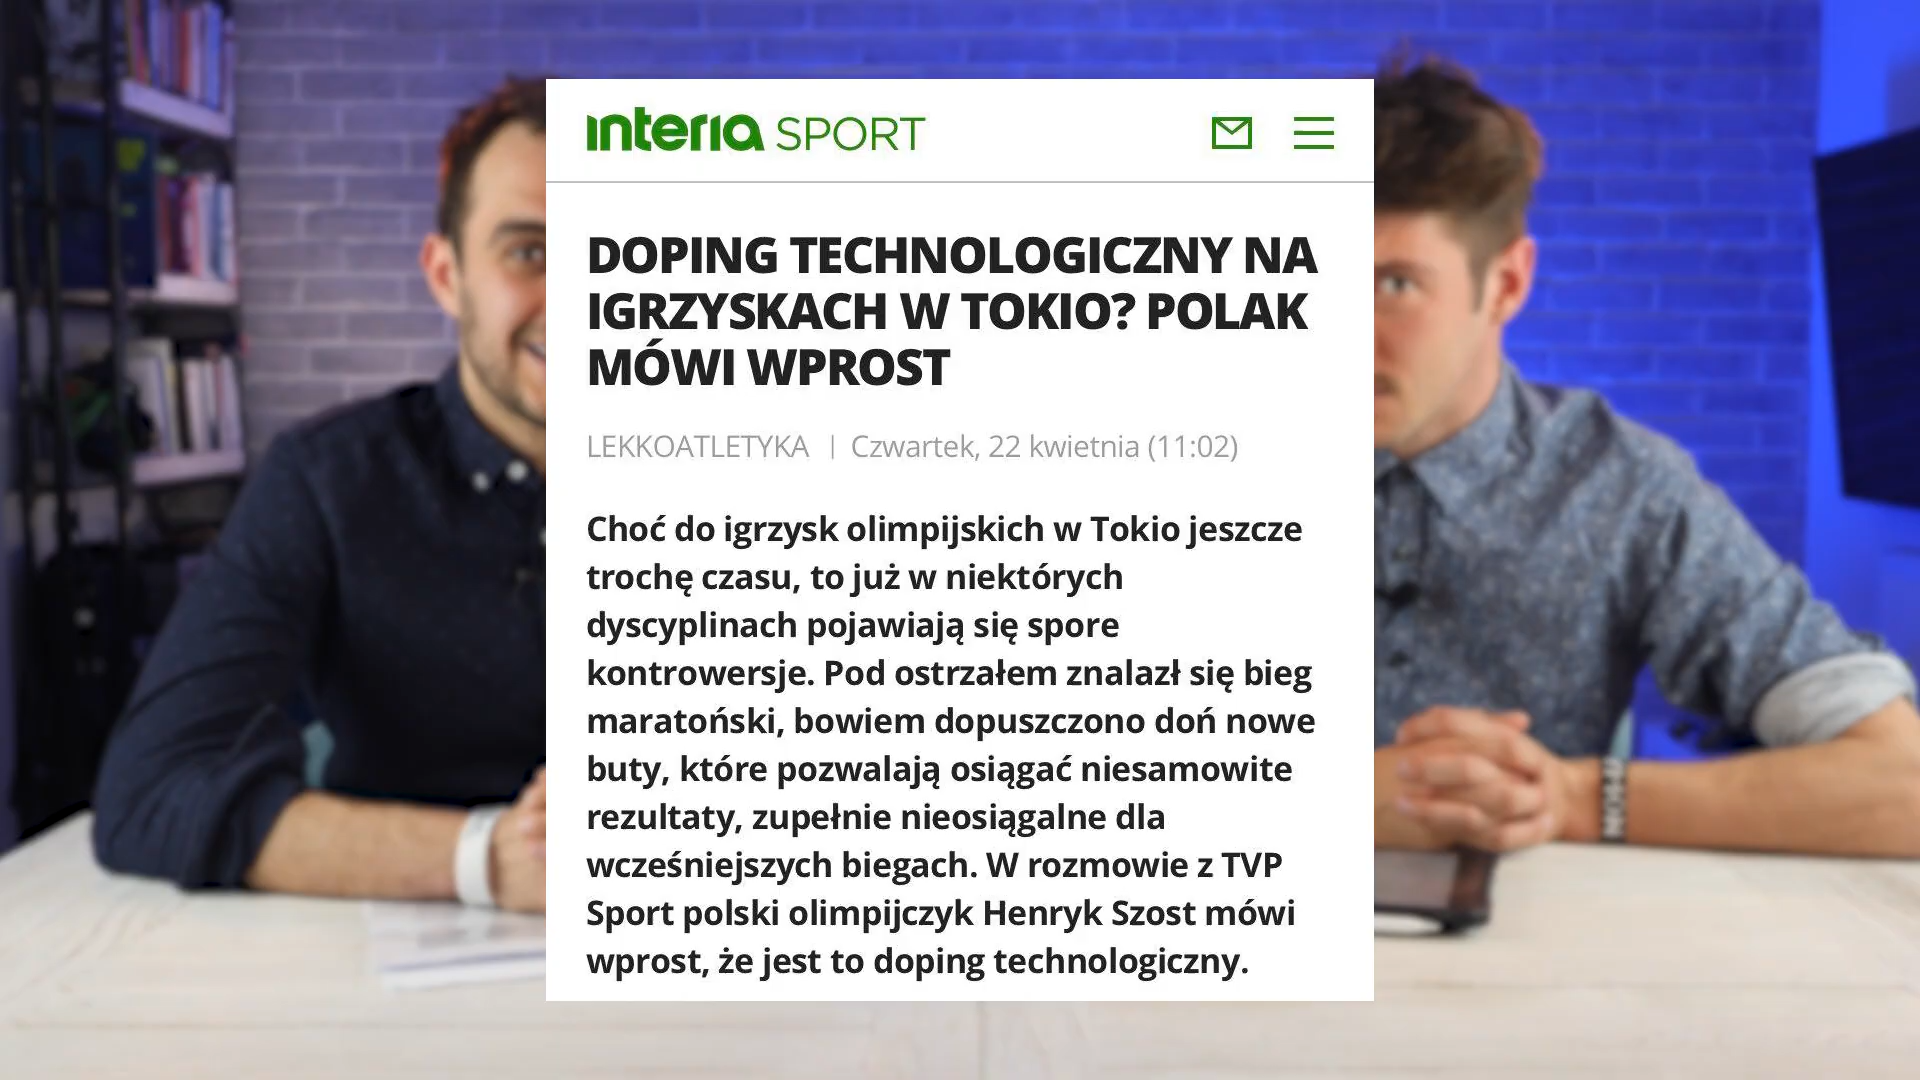 interia SPORT
DOPING TECHNOLOGICZNY NA
IGRZYSKACH W TOKIO? POLAK
MÓWI WPROST
LEKKOATLETYKA | Czwartek, 22 kwietnia (11:02)
Choć do igrzysk olimpijskich w Tokio jeszcze
trochę czasu, to już w niektórych
dyscyplinach pojawiają się spore
kontrowersje. Pod ostrzałem znalazł się bieg
maratoński, bowiem dopuszczono doń nowe
buty, które pozwalają osiągać niesamowite
rezultaty, zupełnie nieosiągalne dla
wcześniejszych biegach. W rozmowie z TVP
Sport polski olimpijczyk Henryk Szost mówi
wprost, że jest to doping technologiczny.